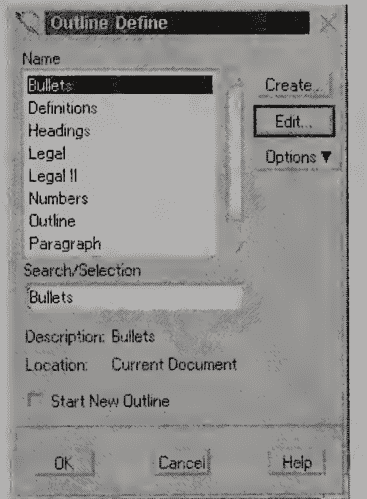 Outline Define
Name
Bullets
Create...
Definitions
Edit...
Headings
Legal
Options ▼
Legal II
Numbers
Outline
Paragraph
Search/Selection
Bullets
Description: Bullets
Location: Current Document
Start New Outline
OK Cancel Help